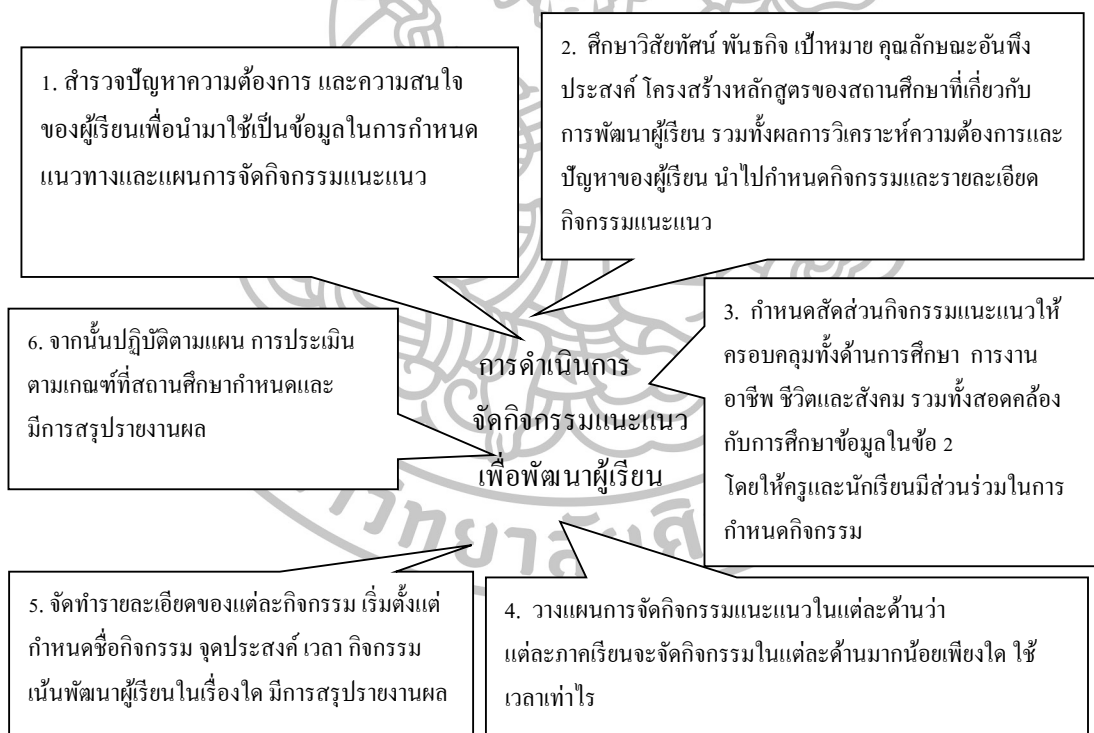 1. สำรวจปัญหาความต้องการ และความสนใจ
ของผู้เรียนเพื่อนำมาใช้เป็นข้อมูลในการกำหนด
แนวทางและแผนการจัดกิจกรรมแนะแนว
2. ศึกษาวิสัยทัศน์ พันธกิจ เป้าหมาย คุณลักษณะอันพึง
ประสงค์ โครงสร้างหลักสูตรของสถานศึกษาที่เกี่ยวกับ
การพัฒนาผู้เรียน รวมทั้งผลการวิเคราะห์ความต้องการและ
ปัญหาของผู้เรียน นำไปกำหนดกิจกรรมและรายละเอียด
กิจกรรมแนะแนว
3. กำหนดสัดส่วนกิจกรรมแนะแนวให้
ครอบคลุมทั้งด้านการศึกษา การงาน
อาชีพ ชีวิตและสังคม รวมทั้งสอดคล้อง
กับการศึกษาข้อมูลในข้อ 2
โดยให้ครูและนักเรียนมีส่วนร่วมในการ
กำหนดกิจกรรม
การดำเนินการ
จัดกิจกรรมแนะแนว
เพื่อพัฒนาผู้เรียน
4. วางแผนการจัดกิจกรรมแนะแนวในแต่ละด้านว่า
แต่ละภาคเรียนจะจัดกิจกรรมในแต่ละด้านมากน้อยเพียงใด ใช้
เวลาเท่าไร
5. จัดทำรายละเอียดของแต่ละกิจกรรม เริ่มตั้งแต่
กำหนดชื่อกิจกรรม จุดประสงค์ เวลา กิจกรรม
เน้นพัฒนาผู้เรียนในเรื่องใด มีการสรุปรายงานผล
6. จากนั้นปฏิบัติตามแผน การประเมิน
ตามเกณฑ์ที่สถานศึกษากำหนดและ
มีการสรุปรายงานผล